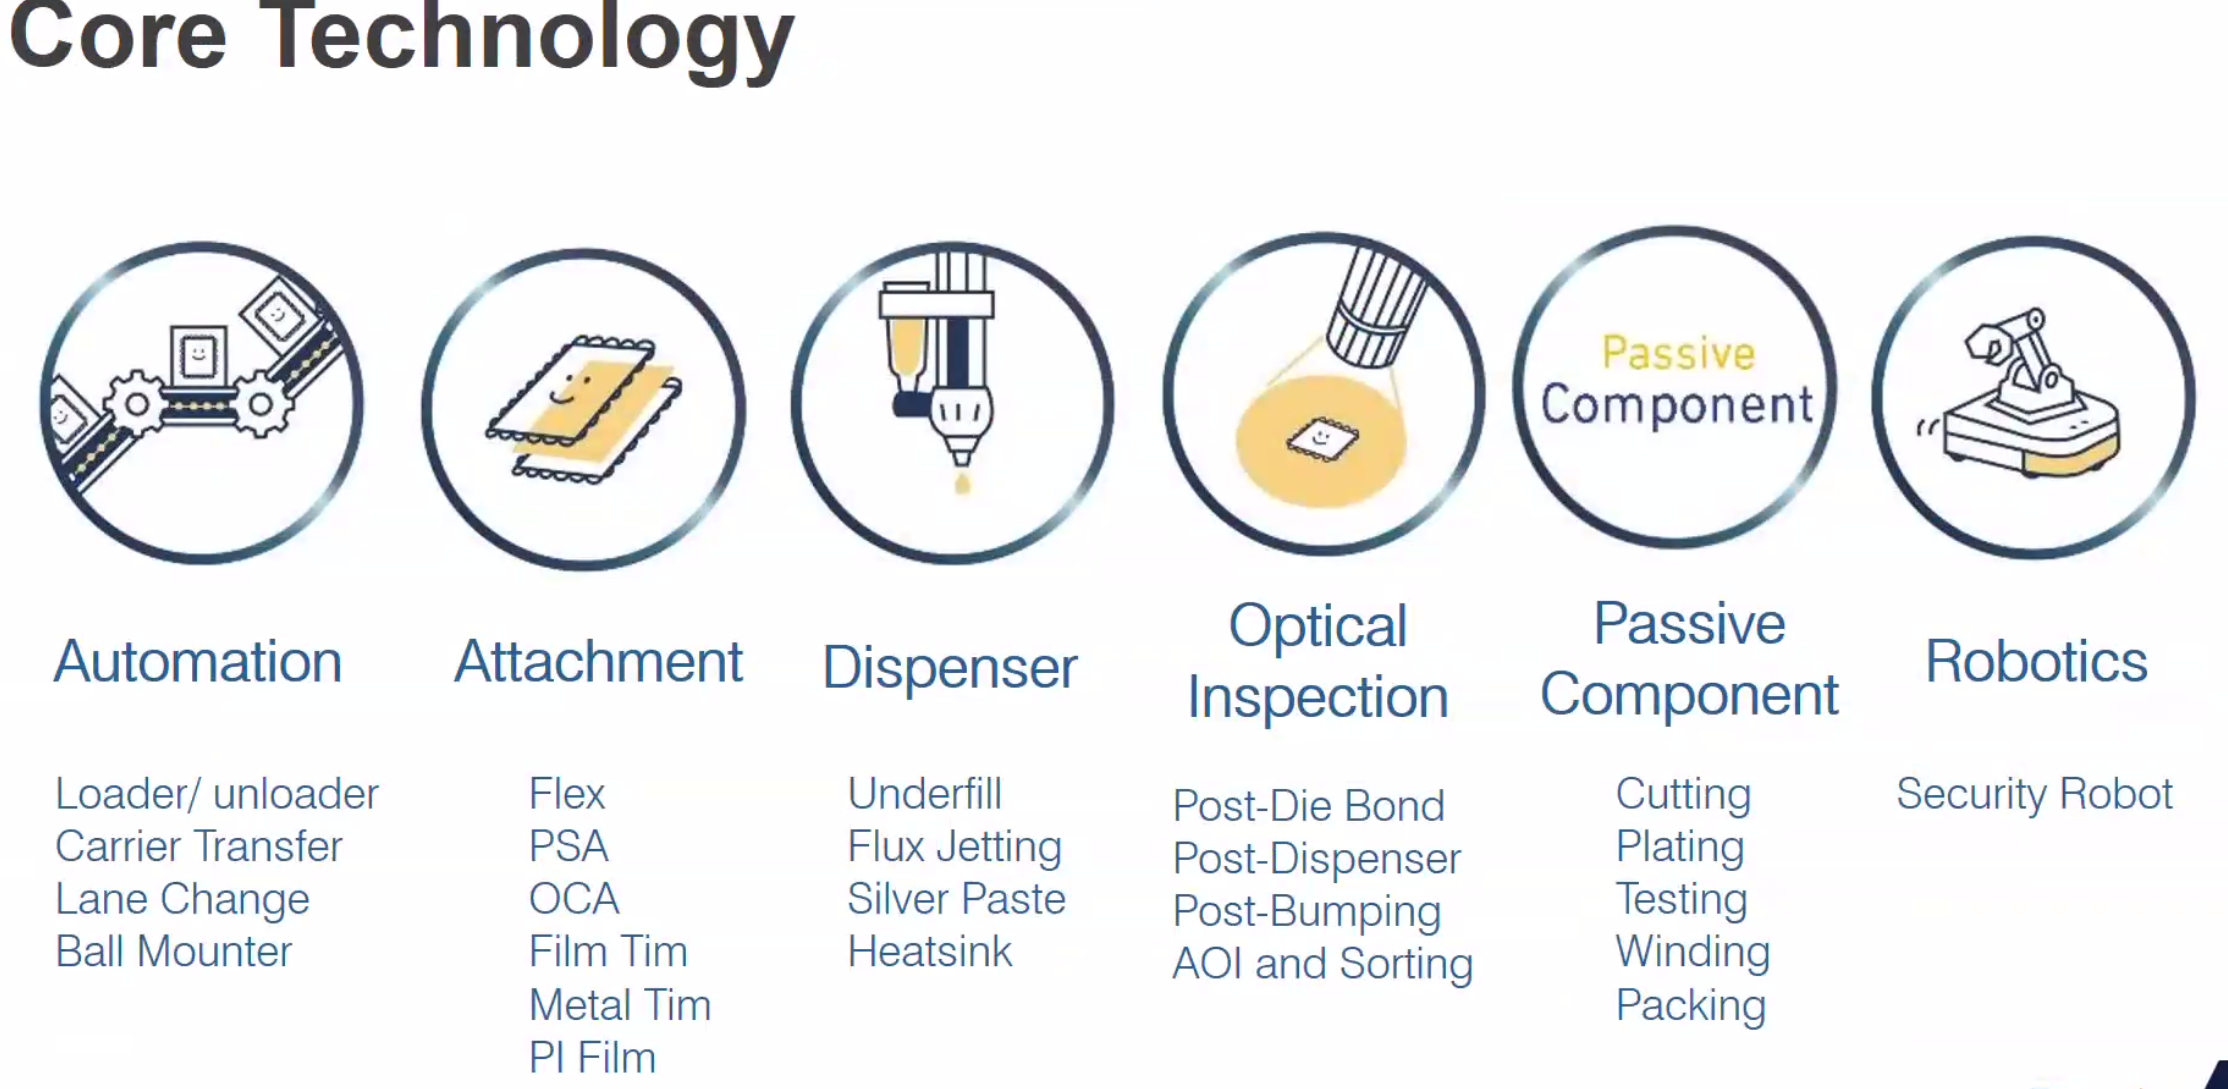 Core Technology
Passive
Component
Automation
Loader/ unloader
Carrier Transfer
Lane Change
Ball Mounter
Attachment
Flex
PSA
OCA
Film Tim
Metal Tim
PI Film
Dispenser
Underfill
Flux Jetting
Silver Paste
Heatsink
Optical
Inspection
Post-Die Bond
Post-Dispenser
Post-Bumping
AOI and Sorting
Passive
Component
Cutting
Plating
Testing
Winding
Packing
Robotics
Security Robot